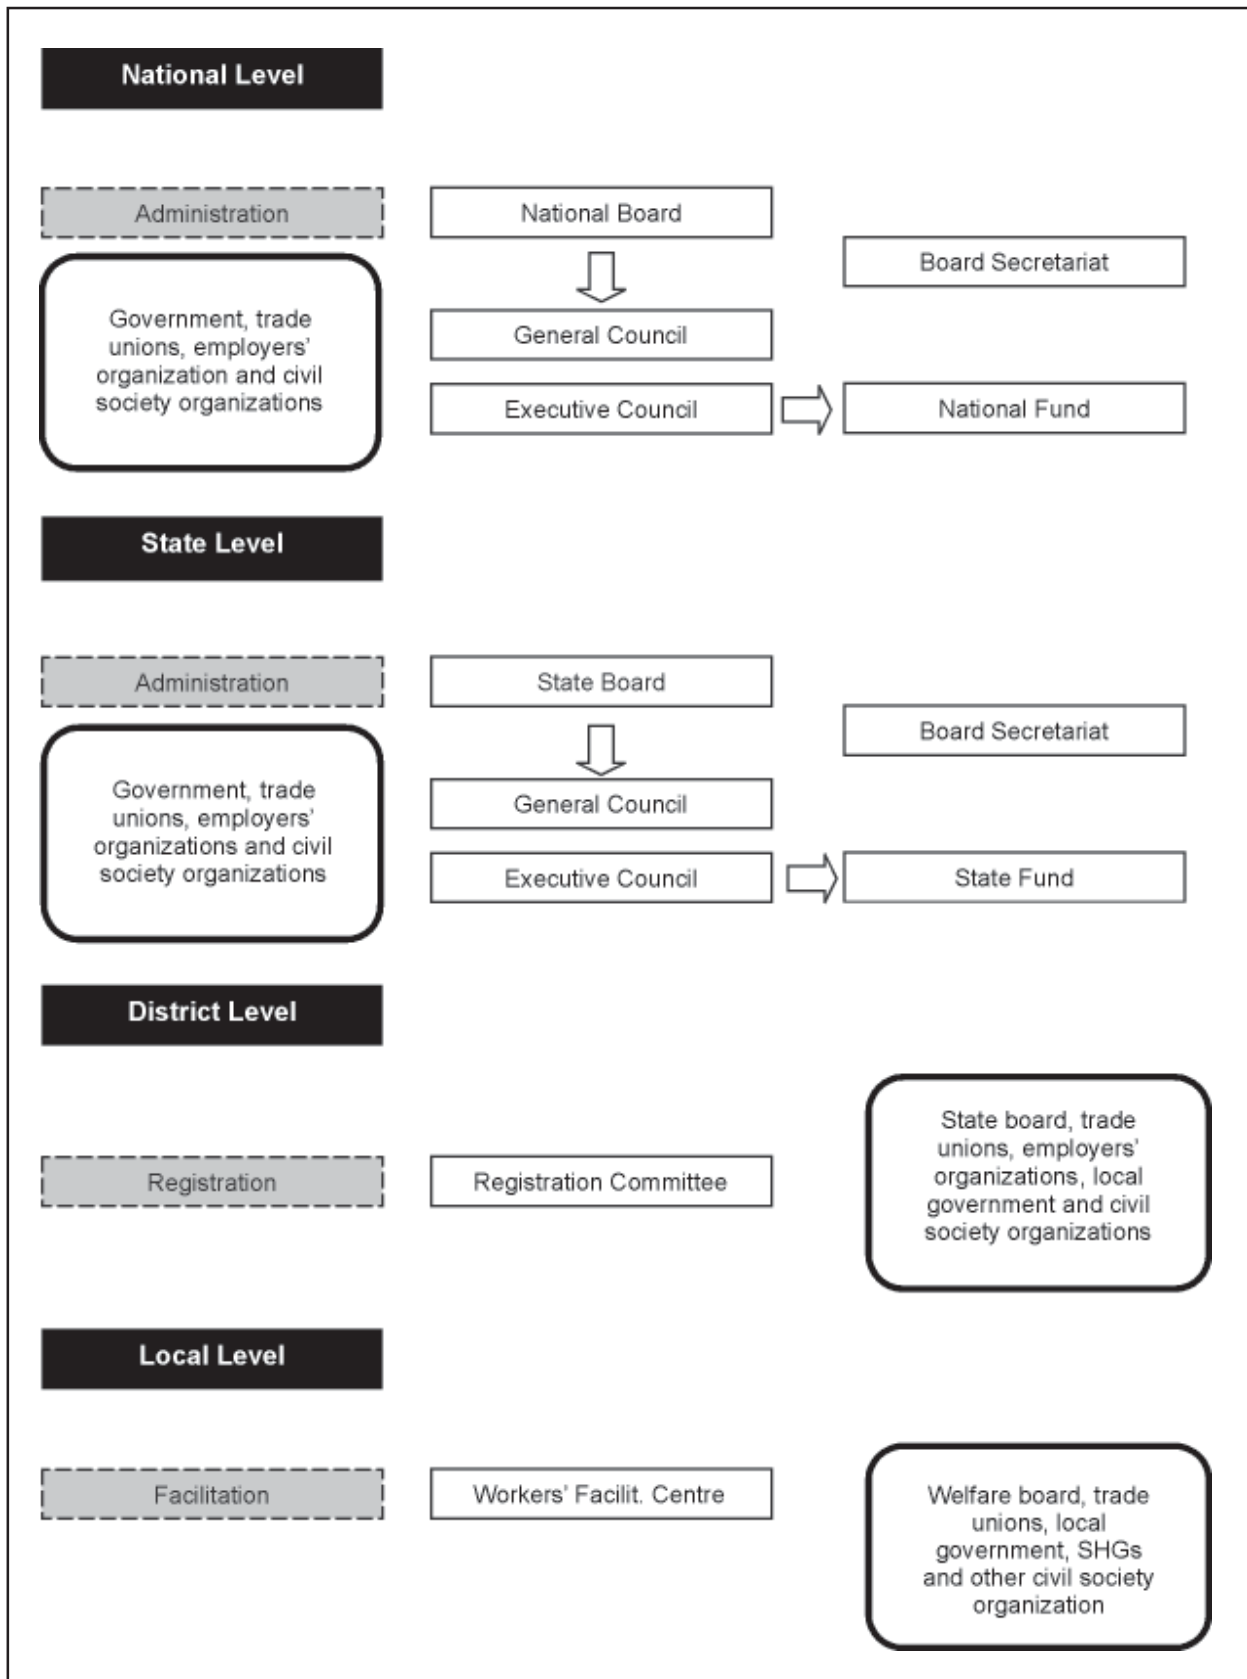 National Level
Administration
National Board
Board Secretariat
Government, trade
unions, employers'
organization and civil
society organizations
General Council
Executive Council
National Fund
State Level
Administration
State Board
Board Secretariat
Government, trade
unions, employers'
organizations and civil
society organizations
General Council
Executive Council
State Fund
District Level
Registration
Registration Committee
State board, trade
unions, employers'
organizations, local
government and civil
society organizations
Local Level
Facilitation
Workers' Facilit. Centre
Welfare board, trade
unions, local
government, SHGs
and other civil society
organization